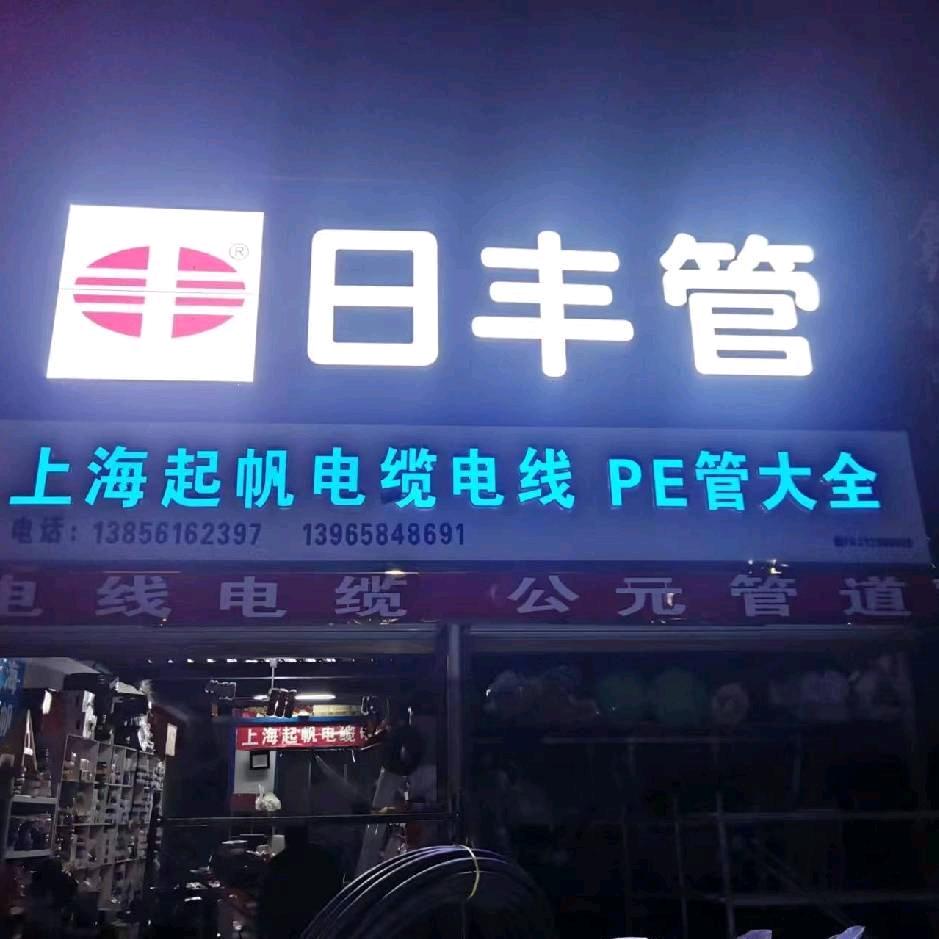 ®
日丰管
上海起帆电缆电线 PE管大全
电话：13856162397 13965848691
电线电缆 公元管道
上海起帆电缆